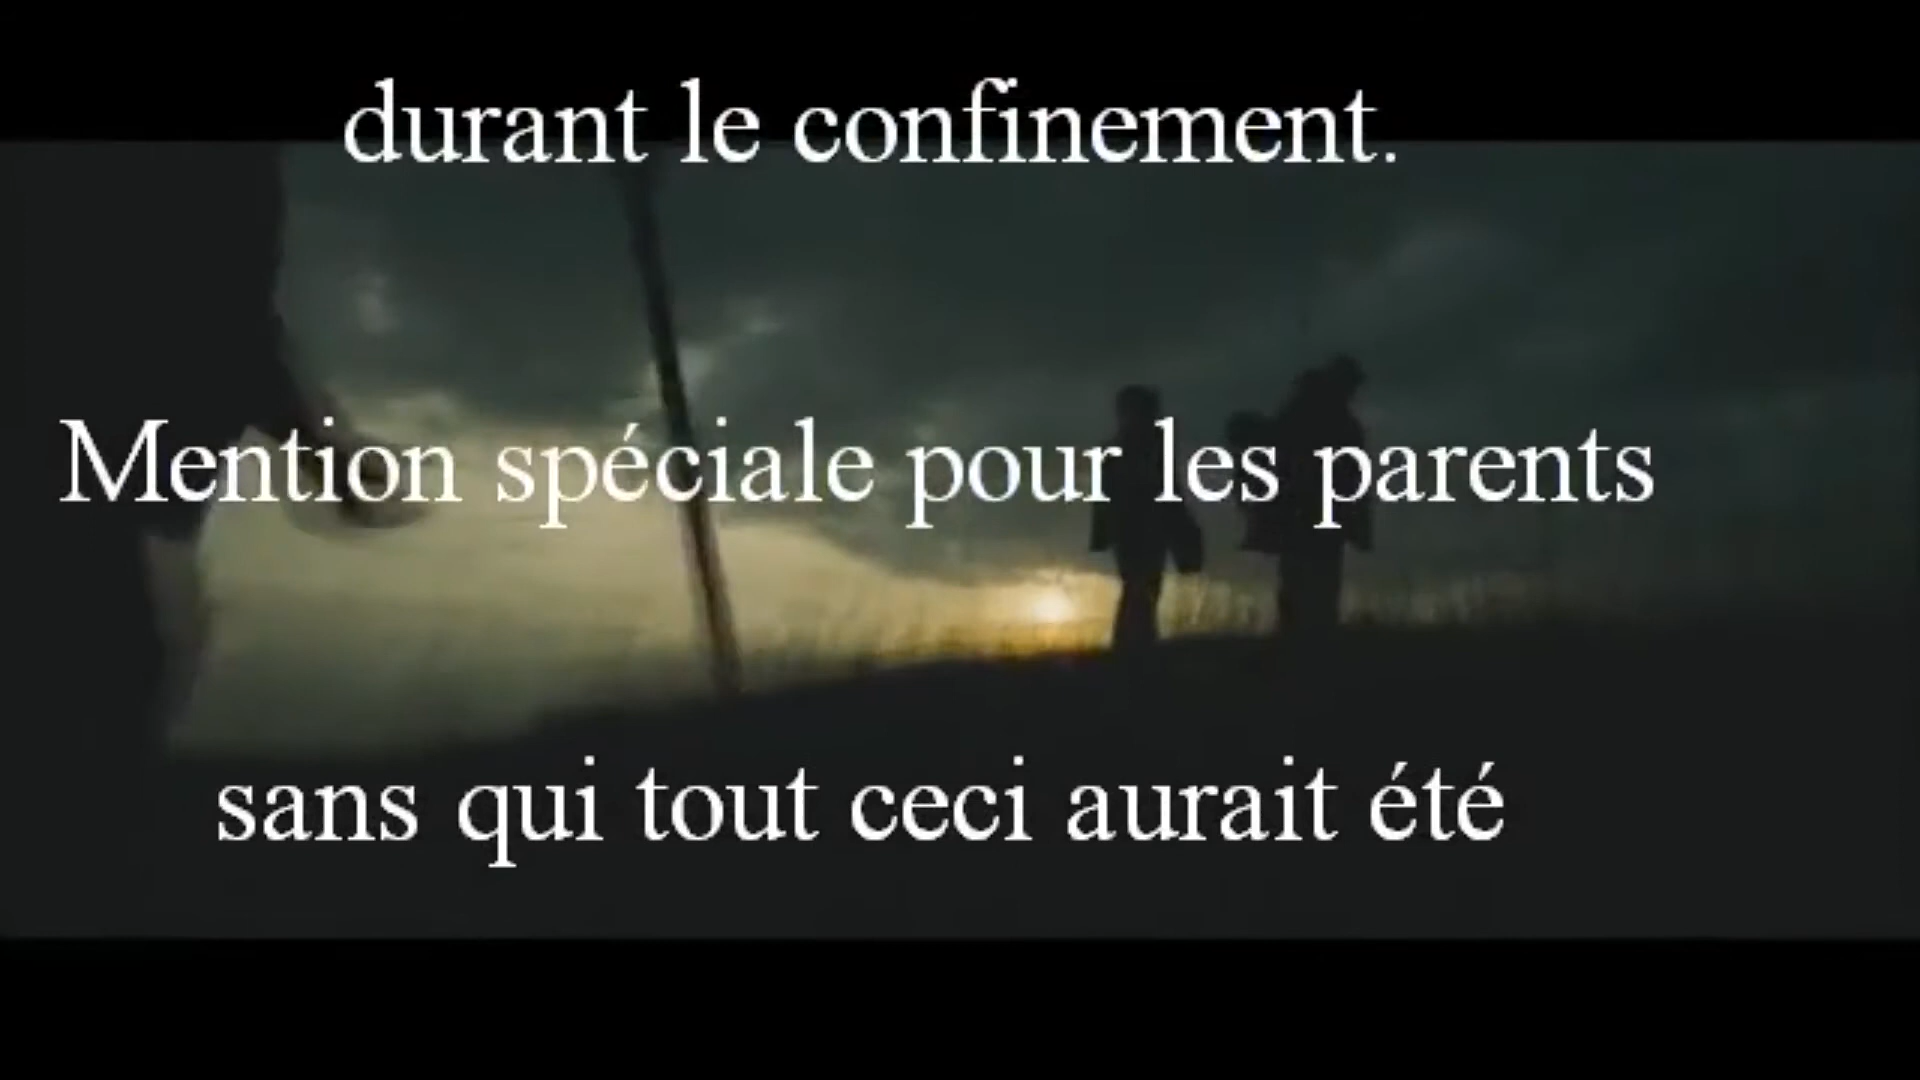 durant le confinement.
Mention spéciale pour les parents
sans qui tout ceci aurait été